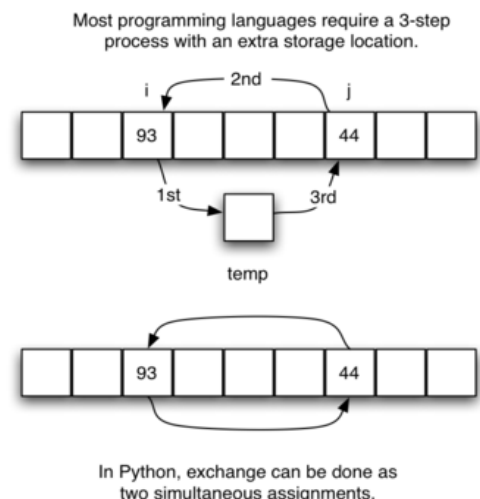 Most programming languages require a 3-step
process with an extra storage location.
i 2nd j
93 44
1st 3rd
temp
93 44
In Python, exchange can be done as
two simultaneous assignments.